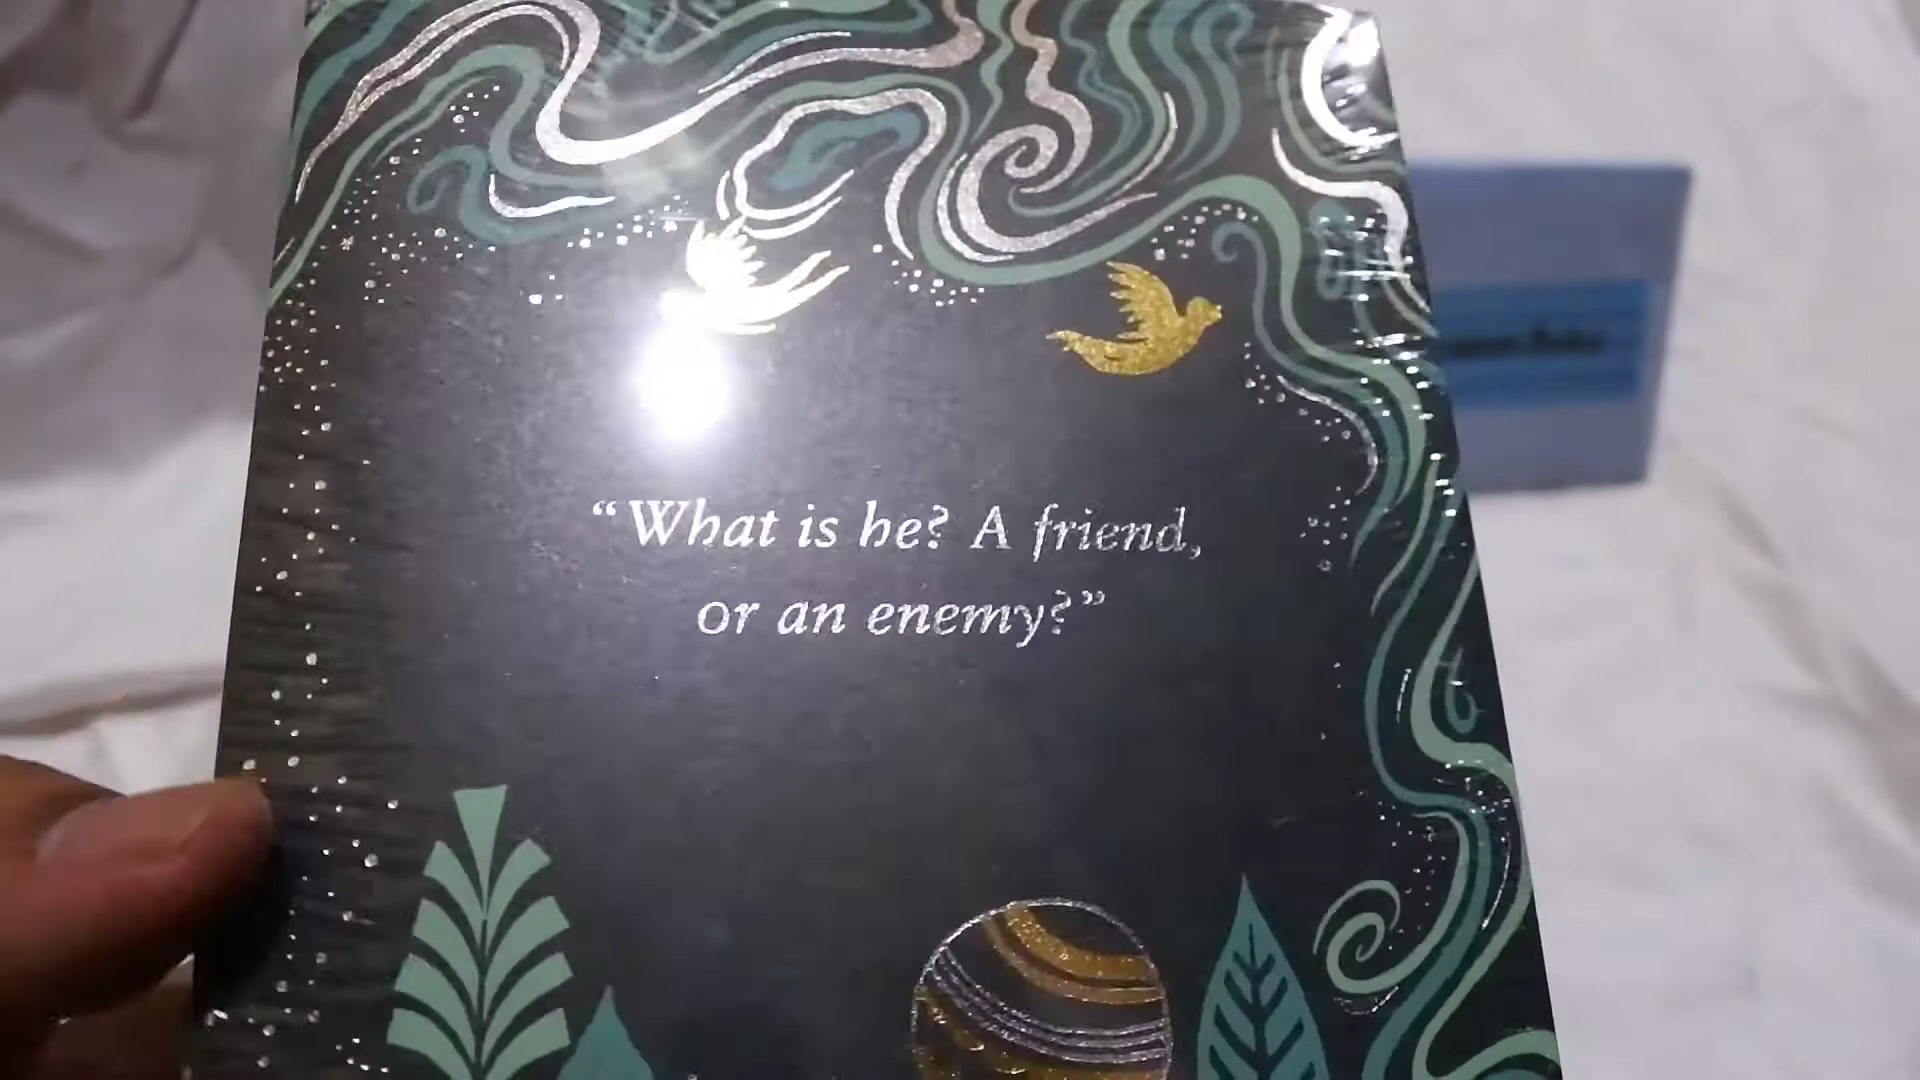 “What is he? A friend,
or an enemy?”